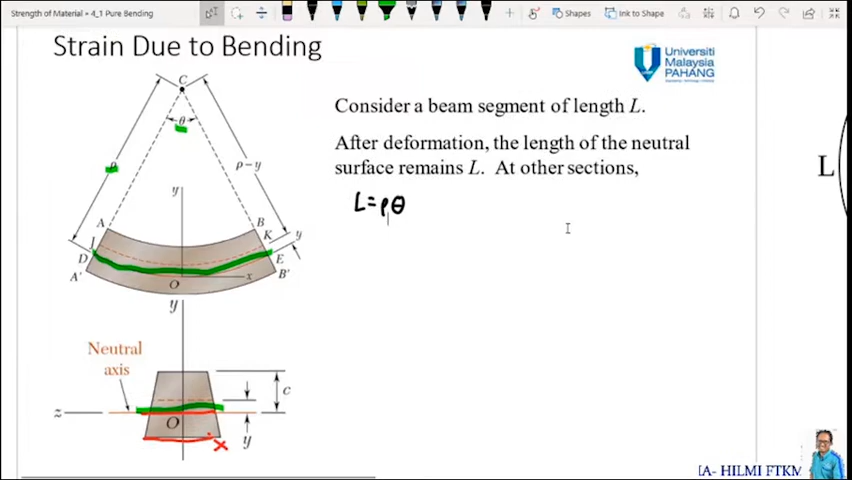 Strength of Material » 4_1 Pure Bending
Shapes
Ink to Shape
Strain Due to Bending
Universiti
Malaysia
PAHANG
C
θ
ρ
ρ – y
y
A
B
J
K
y
D
E
A'
B'
O
x
Consider a beam segment of length L.
After deformation, the length of the neutral
surface remains L. At other sections,
L=ρθ
L
y
Neutral
axis
c
z
O
y
x
IA- HILMI FTKM